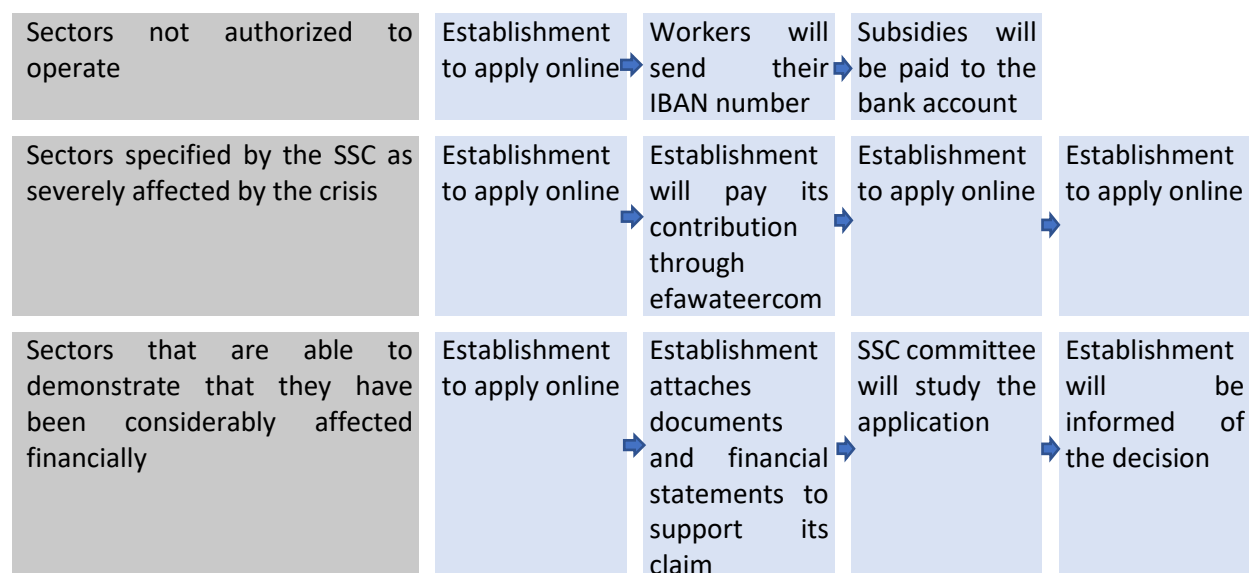 Sectors not authorized to
operate
Establishment
to apply online
Workers will
send their
IBAN number
Subsidies will
be paid to the
bank account
Sectors specified by the SSC as
severely affected by the crisis
Establishment
to apply online
Establishment
will pay its
contribution
through
efawateercom
Establishment
to apply online
Establishment
to apply online
Sectors that are able to
demonstrate that they have
been considerably affected
financially
Establishment
to apply online
Establishment
attaches
documents
and financial
statements to
support its
claim
SSC committee
will study the
application
Establishment
will be
informed of
the decision